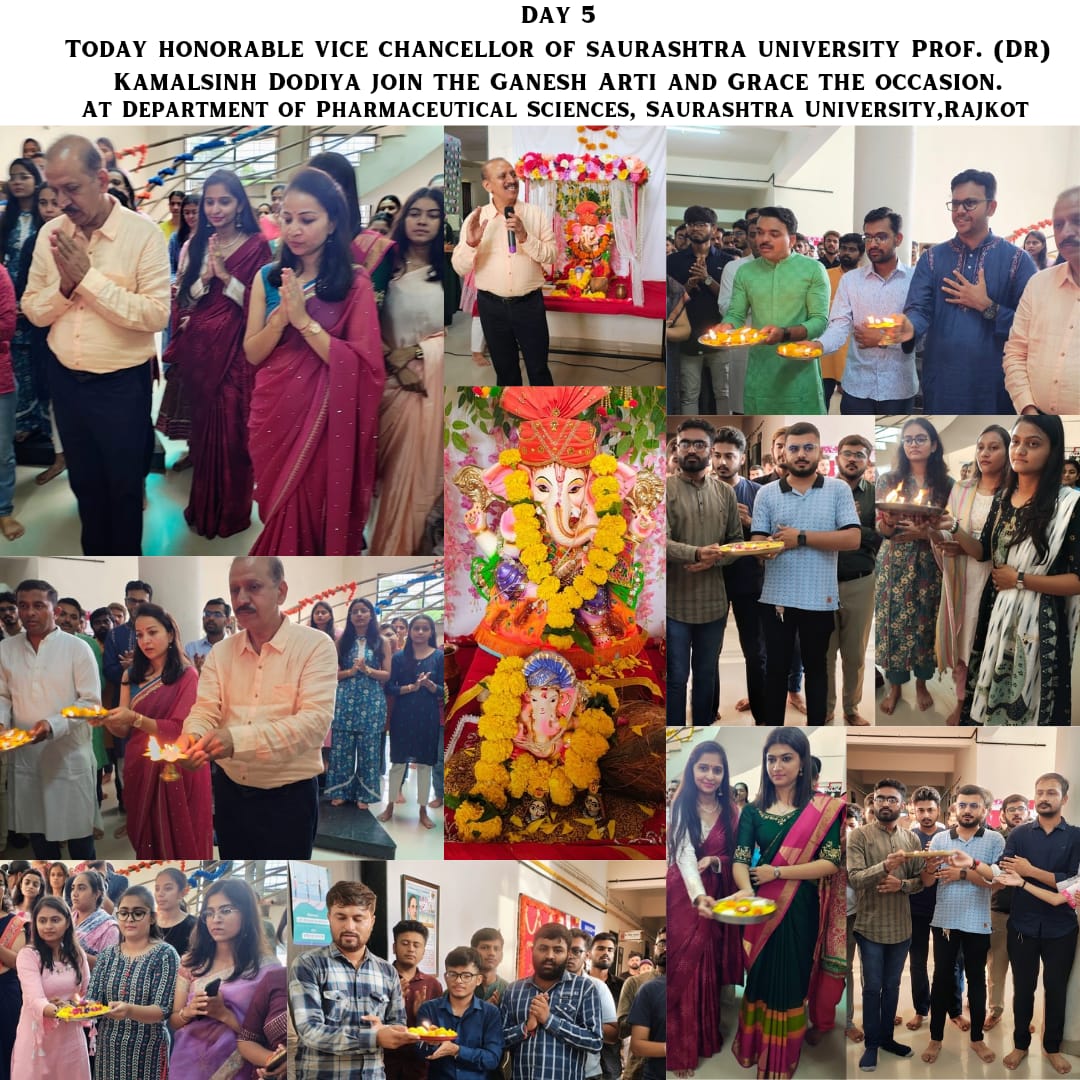 Day 5
Today honorable vice chancellor of saurashtra university Prof. (Dr)
Kamalsinh Dodiya join the Ganesh Arti and Grace the occasion.
At Department of Pharmaceutical Sciences, Saurashtra University,Rajkot